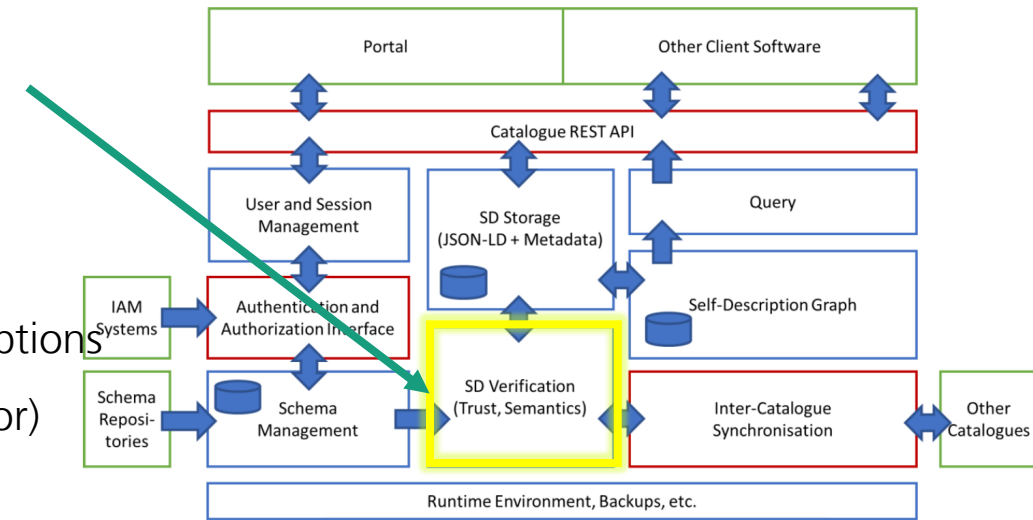 Portal
Other Client Software
Catalogue REST API
User and Session
Management
SD Storage
(JSON-LD + Metadata)
Query
IAM
Systems
Authentication and
Authorization Interface
Self-Description Graph
ptions
Schema
Reposi-
tories
or)
Schema
Management
SD Verification
(Trust, Semantics)
Inter-Catalogue
Synchronisation
Other
Catalogues
Runtime Environment, Backups, etc.